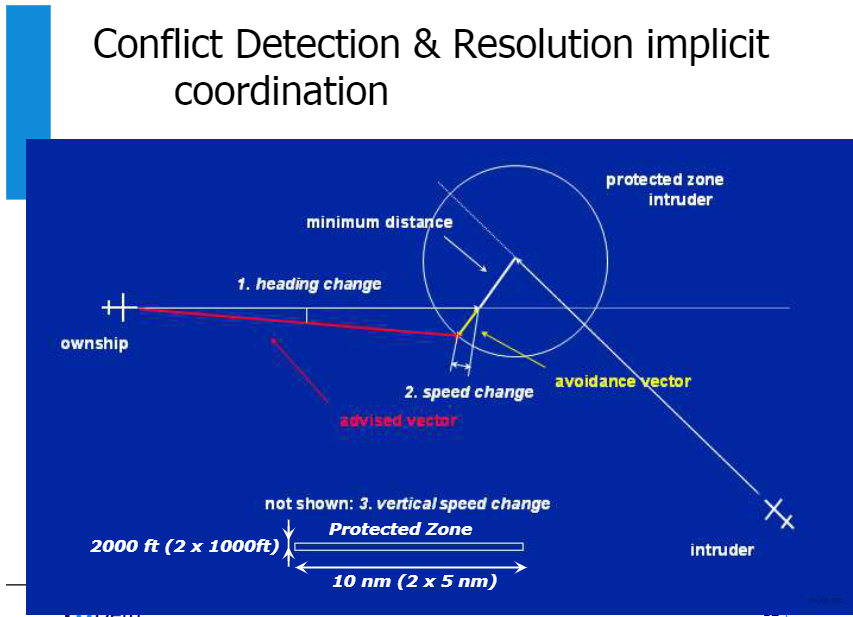 Conflict Detection & Resolution implicit
coordination
protected zone
intruder
minimum distance
1. heading change
ownship
avoidance vector
2. speed change
advised vector
not shown: 3. vertical speed change
Protected Zone
2000 ft (2 x 1000ft)
10 nm (2 x 5 nm)
intruder